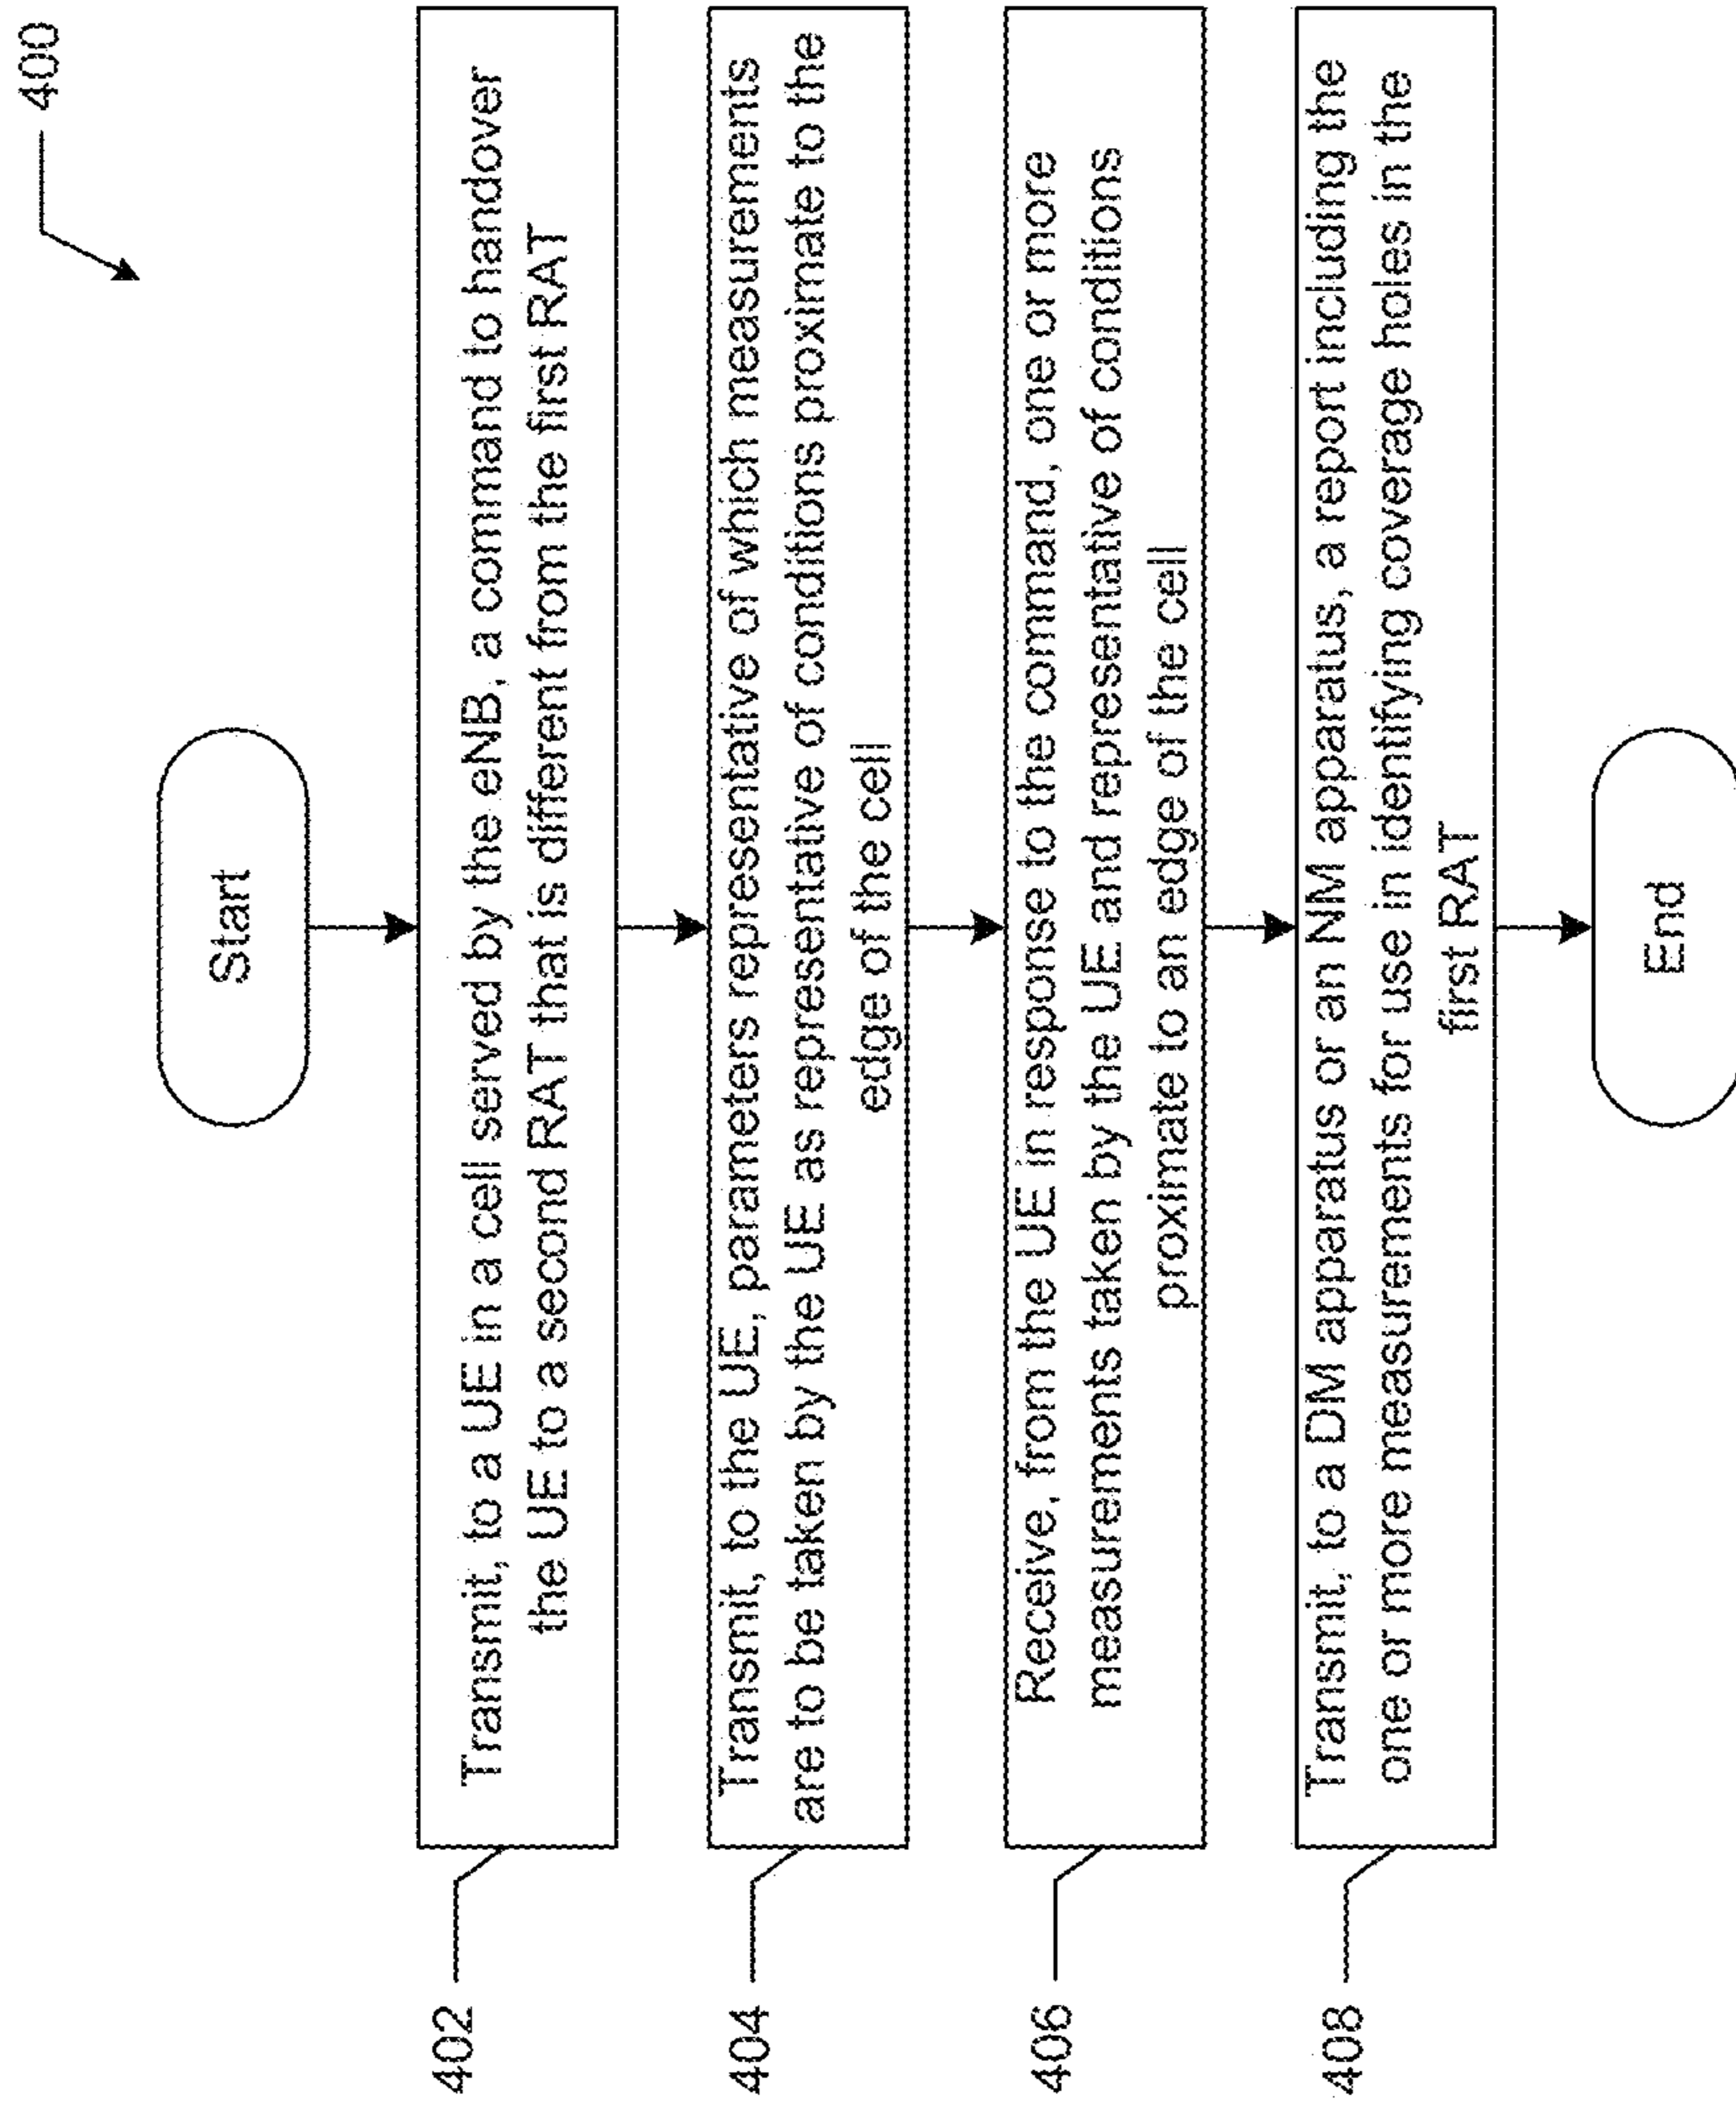 400
Start
402
Transmit, to a UE in a cell served by the eNB, a command to handover
the UE to a second RAT that is different from the first RAT
404
Transmit, to the UE, parameters representative of which measurements
are to be taken by the UE as representative of conditions proximate to the
edge of the cell
406
Receive, from the UE in response to the command, one or more
measurements taken by the UE and representative of conditions
proximate to an edge of the cell
408
Transmit, to a DM apparatus or an NM apparatus, a report including the
one or more measurements for use in identifying coverage holes in the
first RAT
End